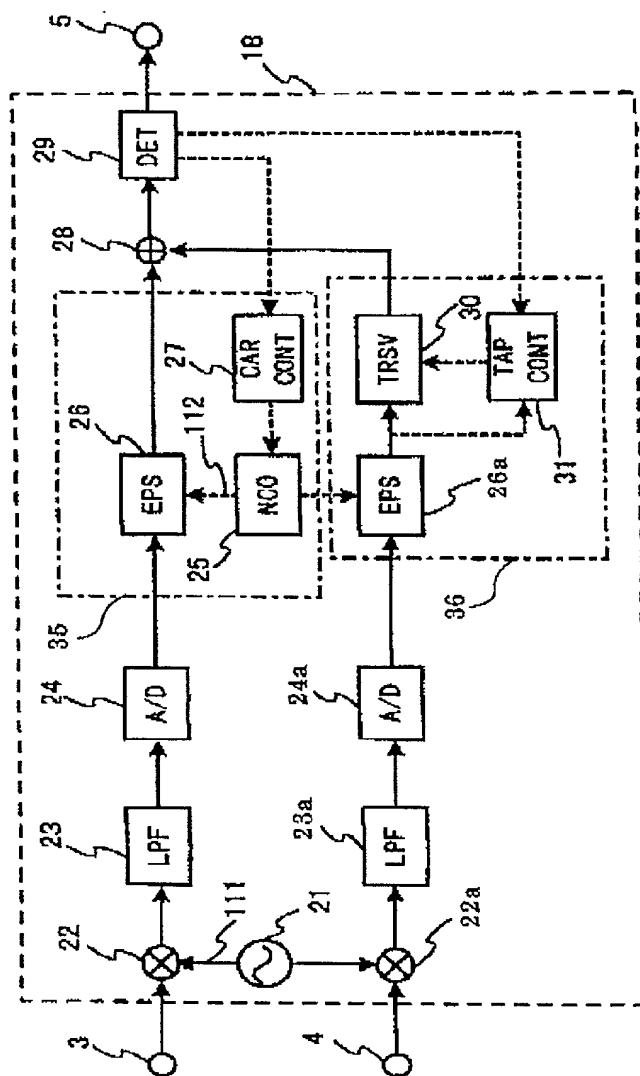 3
22
23
24
35
26
27
28
29
5
LPF
A/D
EPS
CAR
CONT
DET
18
111
21
112
NCO
25
4
22a
23a
LPF
24a
A/D
36
EPS
26a
TRSV
30
TAP
CONT
31